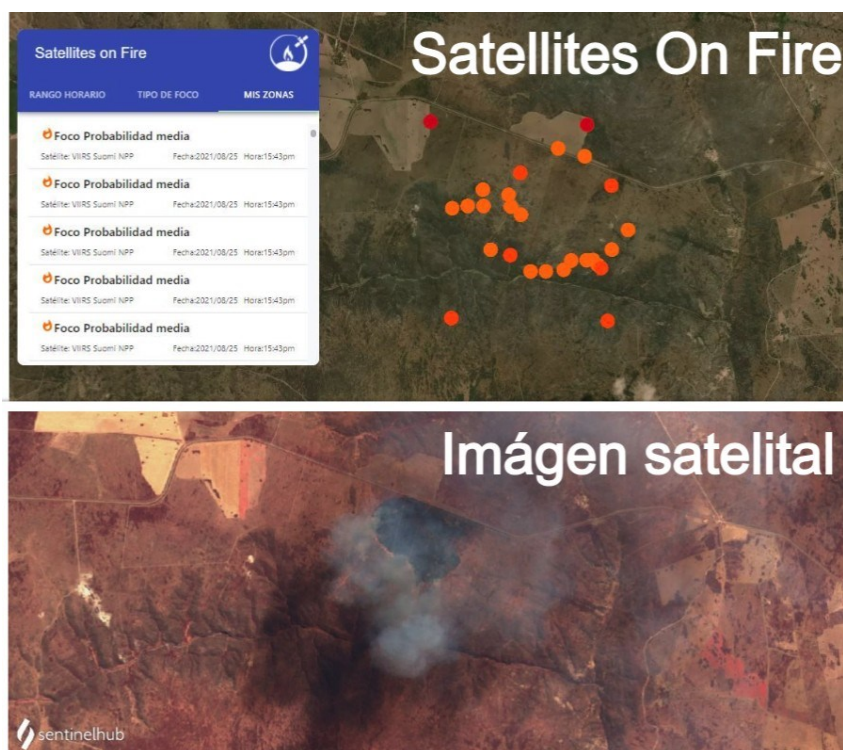 Satellites On Fire
Satellites on Fire
RANGO HORARIO TIPO DE FOCO MIS ZONAS
Foco Probabilidad media
Satélite: VIIRS Suomi NPP Fecha:2021/08/25 Hora:15:43pm
Foco Probabilidad media
Satélite: VIIRS Suomi NPP Fecha:2021/08/25 Hora:15:43pm
Foco Probabilidad media
Satélite: VIIRS Suomi NPP Fecha:2021/08/25 Hora:15:43pm
Foco Probabilidad media
Satélite: VIIRS Suomi NPP Fecha:2021/08/25 Hora:15:43pm
Foco Probabilidad media
Satélite: VIIRS Suomi NPP Fecha:2021/08/25 Hora:15:43pm
Imágen satelital
sentinelhub